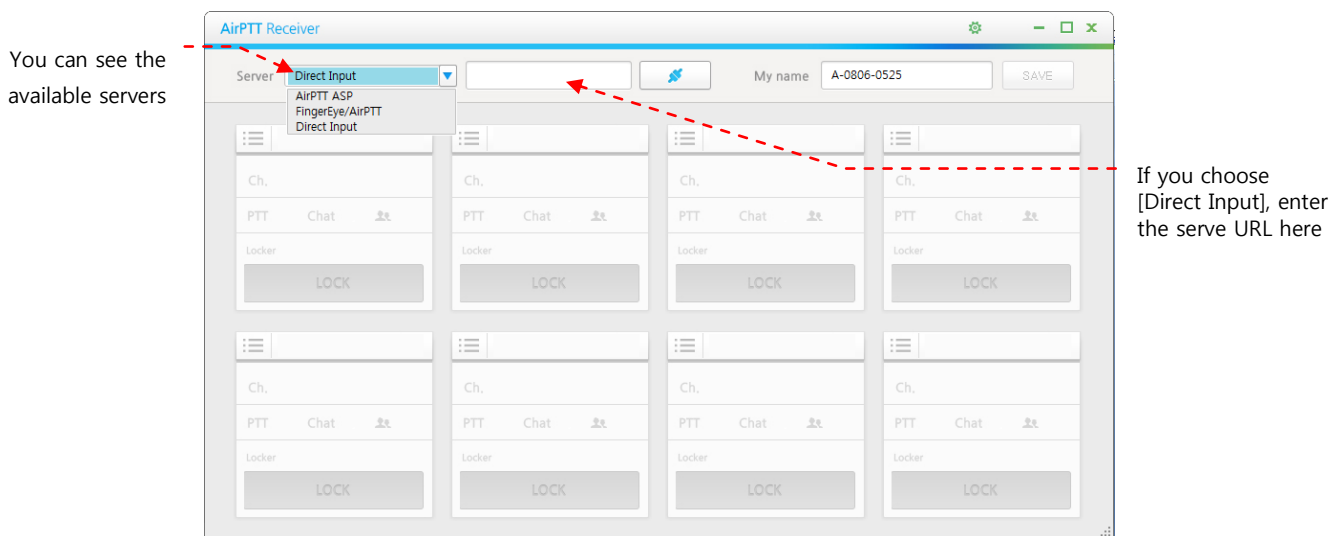 AirPTT Receiver
You can see the
available servers
Server Direct Input My name A-0806-0525 SAVE
AirPTT ASP
FingerEye/AirPTT
Direct Input
If you choose
[Direct Input], enter
the serve URL here
Ch, Ch, Ch, Ch,
PTT Chat PTT Chat PTT Chat PTT Chat
Locker Locker Locker Locker
LOCK LOCK LOCK LOCK
Ch, Ch, Ch, Ch,
PTT Chat PTT Chat PTT Chat PTT Chat
Locker Locker Locker Locker
LOCK LOCK LOCK LOCK